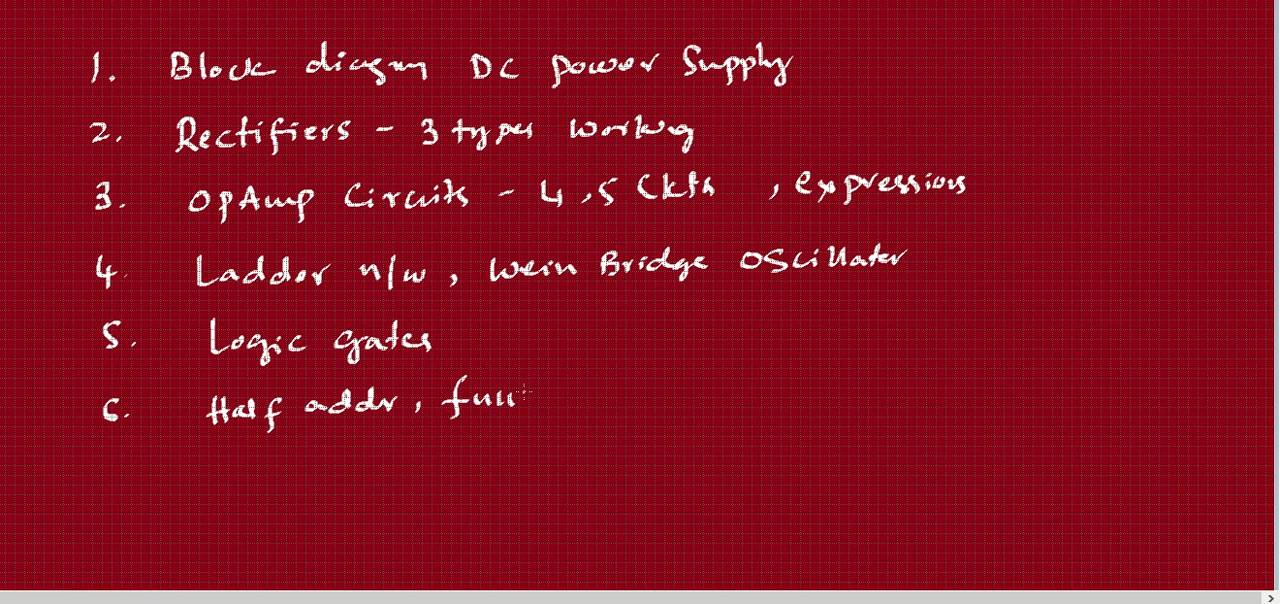 1. Block diagram DC power Supply
2. Rectifiers - 3 types working
3. OpAmp Circuits - 4,5 Ckts , expressions
4. Ladder n/w, Wein Bridge OScillater
5. Logic gates
6. Half addr, full